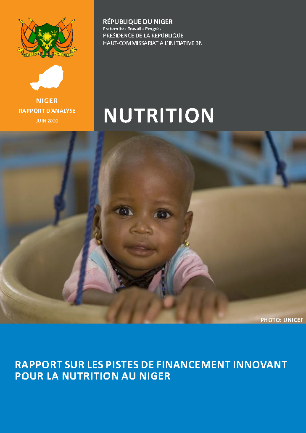 RÉPUBLIQUE DU NIGER
Fraternité - Travail - Progrès
PRÉSIDENCE DE LA RÉPUBLIQUE
HAUT-COMMISSARIAT À L'INITIATIVE 3N
NIGER
RAPPORT D'ANALYSE
JUIN
NUTRITION
PHOTO: UNICEF
RAPPORT SUR LES PISTES DE FINANCEMENT INNOVANT
POUR LA NUTRITION AU NIGER